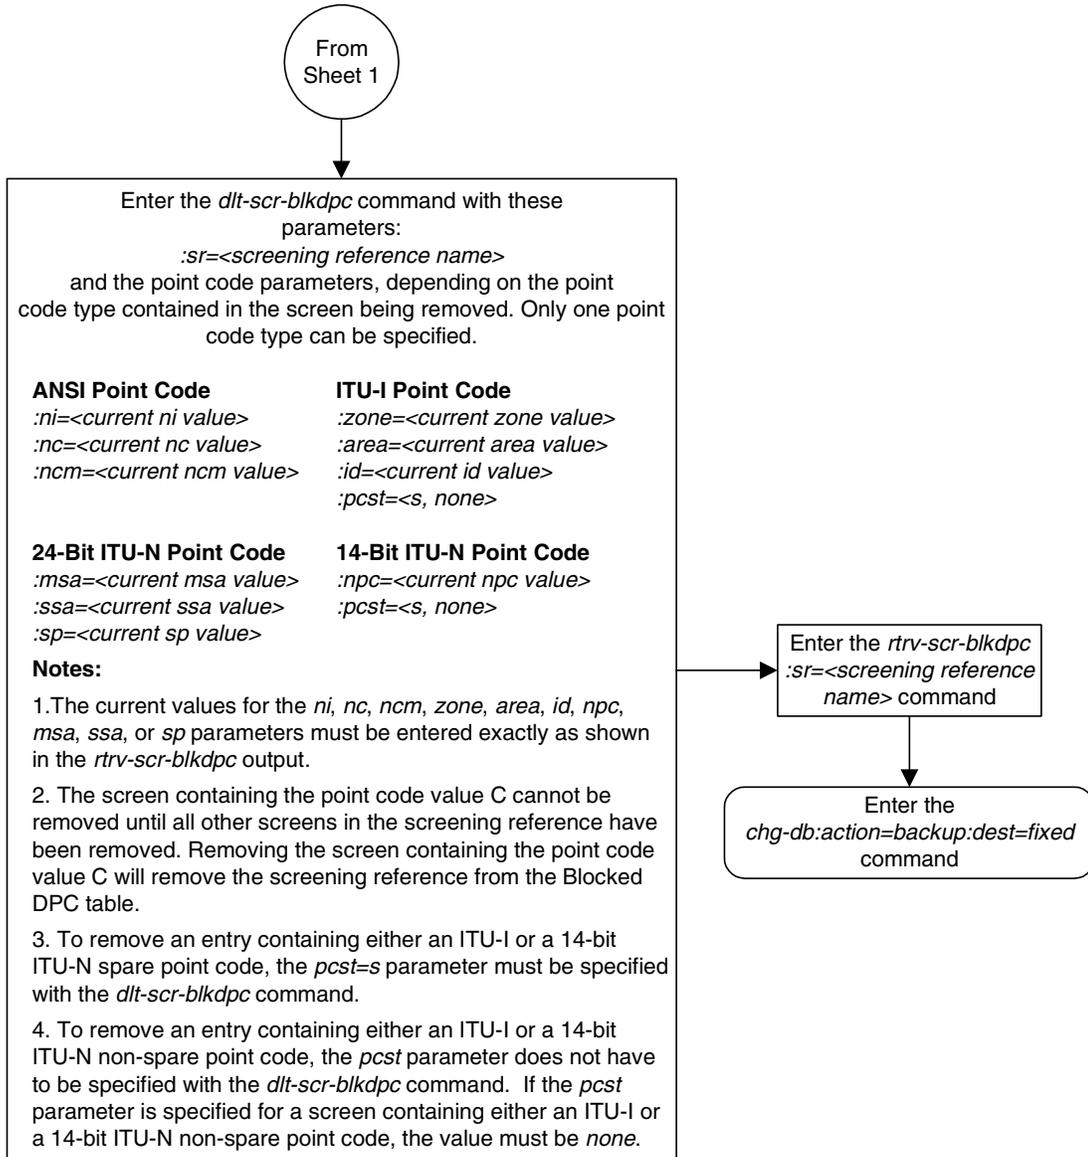 From
Sheet 1
Enter the dlt-scr-blkdpc command with these
parameters:
:sr=<screening reference name>
and the point code parameters, depending on the point
code type contained in the screen being removed. Only one point
code type can be specified.
ANSI Point Code
:ni=<current ni value>
:nc=<current nc value>
:ncm=<current ncm value>
ITU-I Point Code
:zone=<current zone value>
:area=<current area value>
:id=<current id value>
:pcst=<s, none>
24-Bit ITU-N Point Code
:msa=<current msa value>
:ssa=<current ssa value>
:sp=<current sp value>
14-Bit ITU-N Point Code
:npc=<current npc value>
:pcst=<s, none>
Notes:
1.The current values for the ni, nc, ncm, zone, area, id, npc,
msa, ssa, or sp parameters must be entered exactly as shown
in the rtrv-scr-blkdpc output.
2. The screen containing the point code value C cannot be
removed until all other screens in the screening reference have
been removed. Removing the screen containing the point code
value C will remove the screening reference from the Blocked
DPC table.
3. To remove an entry containing either an ITU-I or a 14-bit
ITU-N spare point code, the pcst=s parameter must be specified
with the dlt-scr-blkdpc command.
4. To remove an entry containing either an ITU-I or a 14-bit
ITU-N non-spare point code, the pcst parameter does not have
to be specified with the dlt-scr-blkdpc command.  If the pcst
parameter is specified for a screen containing either an ITU-I or
a 14-bit ITU-N non-spare point code, the value must be none.
Enter the rtrv-scr-blkdpc
:sr=<screening reference
name> command
Enter the
chg-db:action=backup:dest=fixed
command